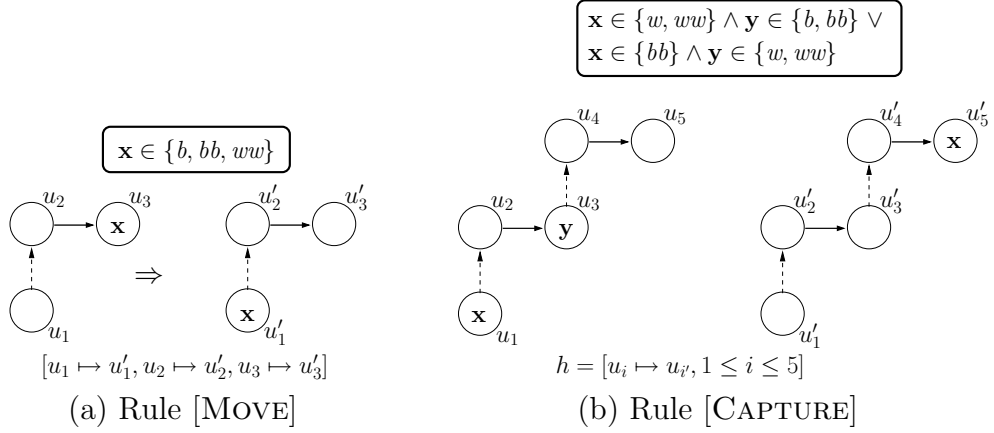 x ∈ {w, ww} ∧ y ∈ {b, bb} ∨
x ∈ {bb} ∧ y ∈ {w, ww}
x ∈ {b, bb, ww}
u₂ u₃ u′₂ u′₃
x
⇒
u₁ x u′₁
[u₁ ↦ u′₁, u₂ ↦ u′₂, u₃ ↦ u′₃]
(a) Rule [MOVE]
u₄ u₅ u′₄ u′₅
x
u₂ u₃ u′₂ u′₃
y
x
u₁ u′₁
h = [uᵢ ↦ uᵢ′, 1 ≤ i ≤ 5]
(b) Rule [CAPTURE]